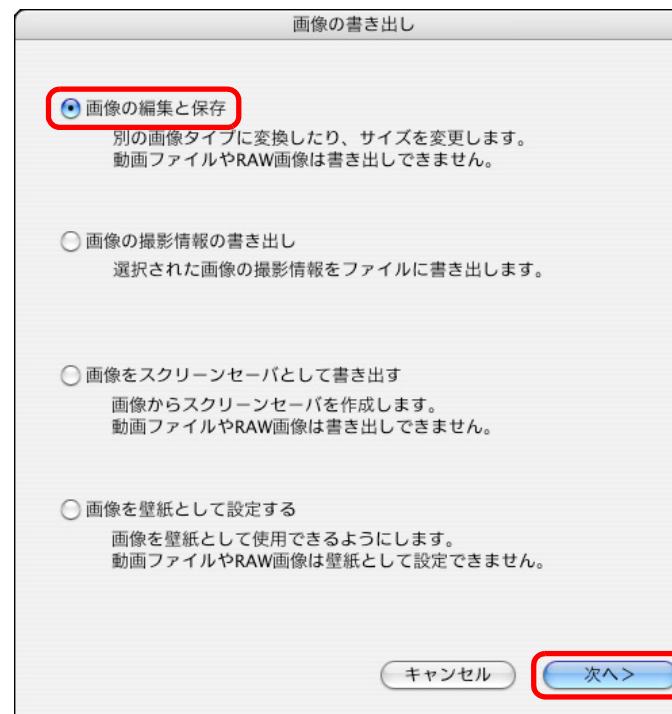 画像の書き出し
画像の編集と保存
別の画像タイプに変換したり、サイズを変更します。
動画ファイルやRAW画像は書き出しできません。
画像の撮影情報の書き出し
選択された画像の撮影情報をファイルに書き出します。
画像をスクリーンセーバとして書き出す
画像からスクリーンセーバを作成します。
動画ファイルやRAW画像は書き出しできません。
画像を壁紙として設定する
画像を壁紙として使用できるようにします。
動画ファイルやRAW画像は壁紙として設定できません。
キャンセル 次へ＞